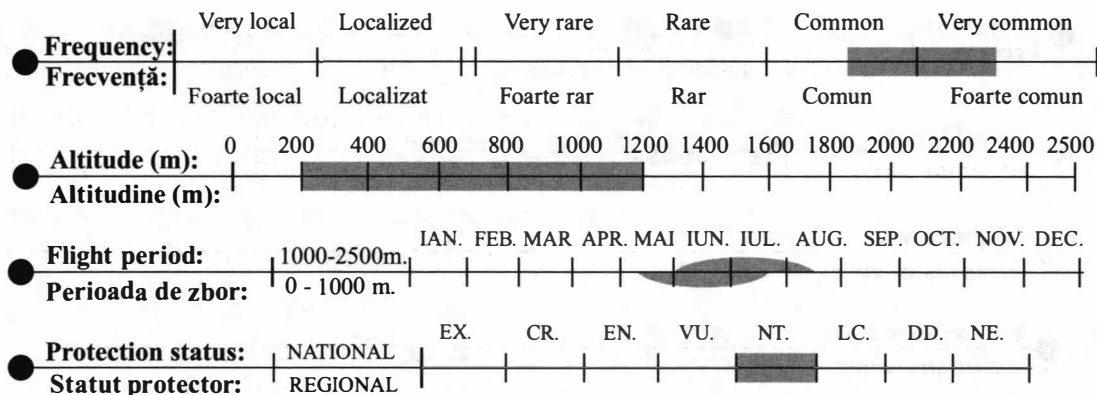 Very local Localized Very rare Rare Common Very common
Frequency:
Frecvență:
Foarte local Localizat Foarte rar Rar Comun Foarte comun
0 200 400 600 800 1000 1200 1400 1600 1800 2000 2200 2400 2500
Altitude (m):
Altitudine (m):
IAN. FEB. MAR APR. MAI IUN. IUL. AUG. SEP. OCT. NOV. DEC.
Flight period: 1000-2500m.
Perioada de zbor: 0 - 1000 m.
EX. CR. EN. VU. NT. LC. DD. NE.
Protection status: NATIONAL
Statut protector: REGIONAL